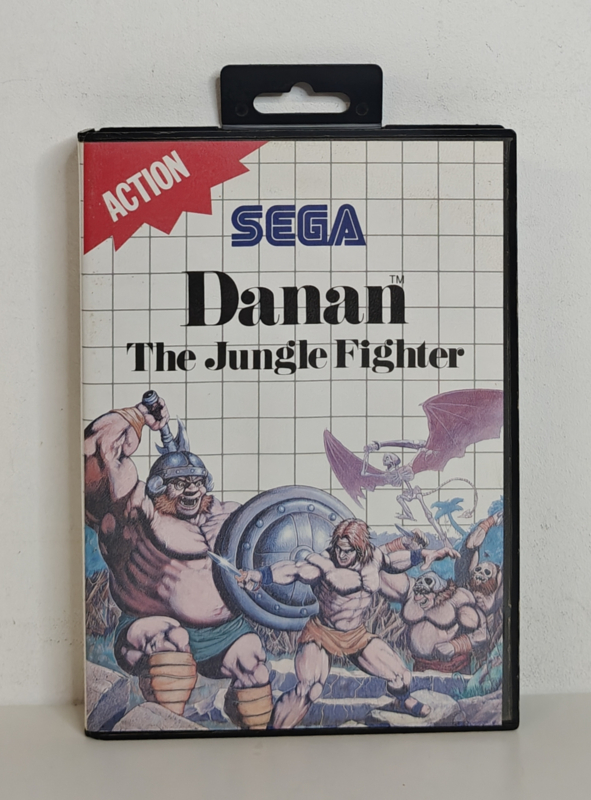 ACTION
SEGA
Danan™
The Jungle Fighter